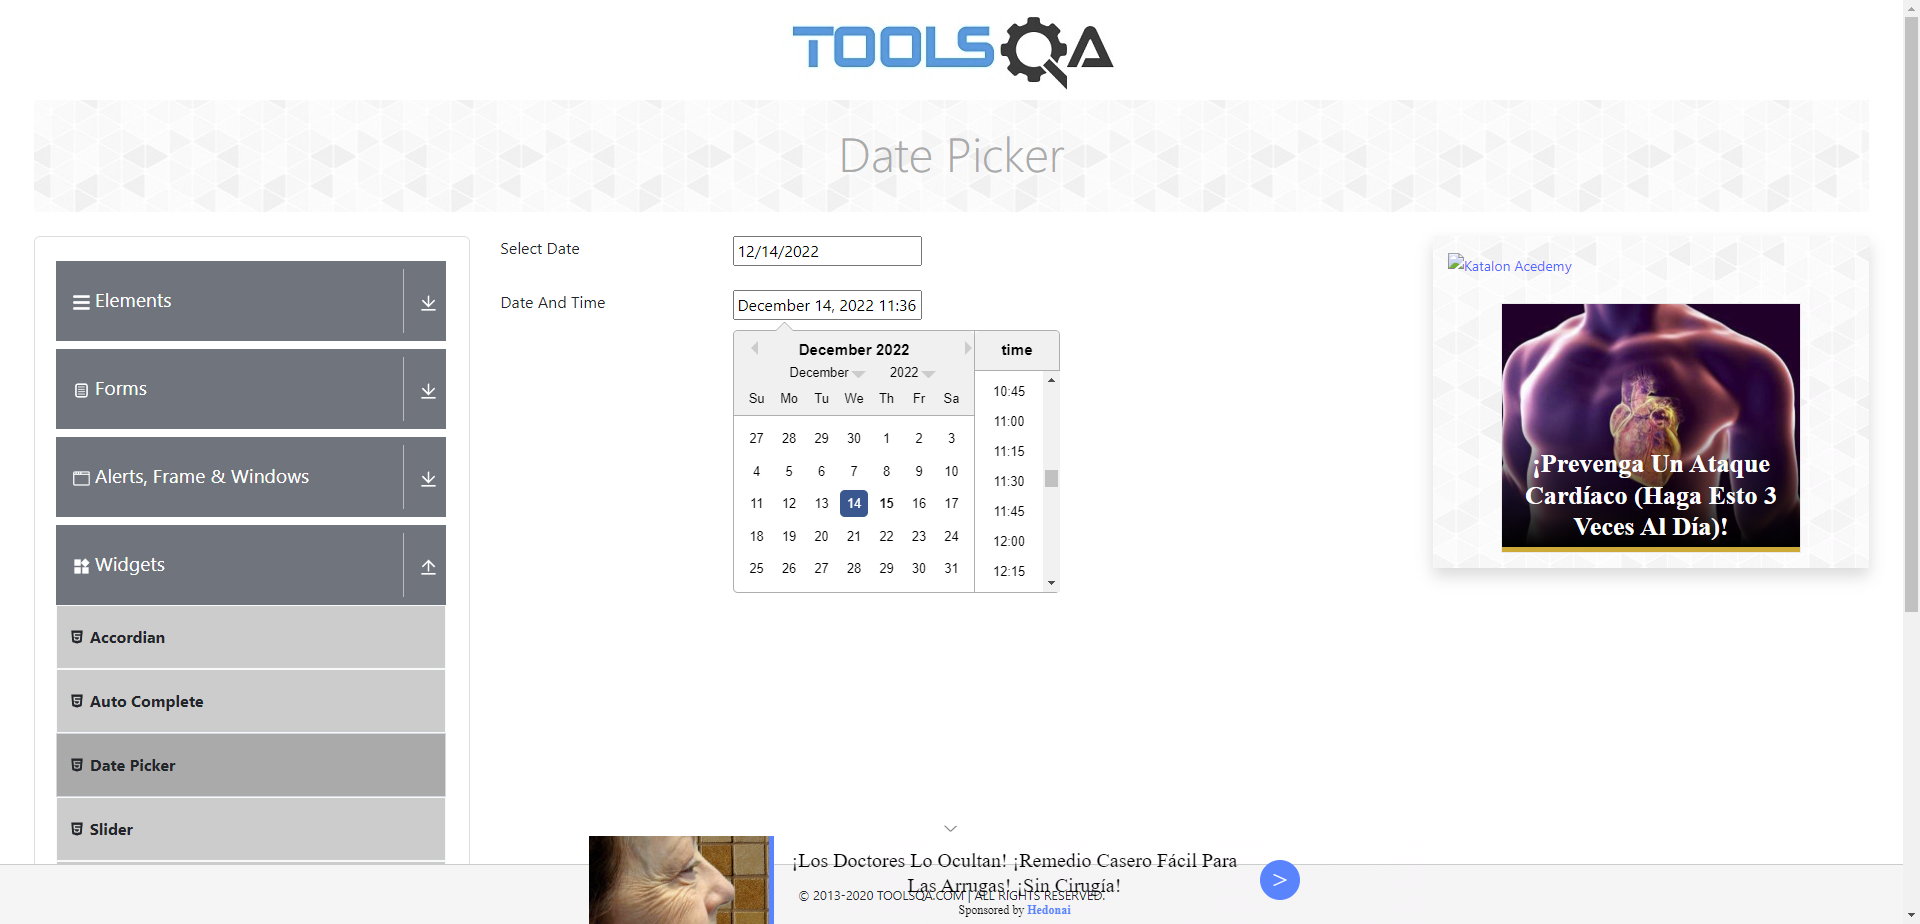 TOOLSQA
Date Picker
Elements
Forms
Alerts, Frame & Windows
Widgets
Accordian
Auto Complete
Date Picker
Slider
Select Date
12/14/2022
Date And Time
December 14, 2022 11:36
December 2022
December 2022
Su Mo Tu We Th Fr Sa
27 28 29 30 1 2 3
4 5 6 7 8 9 10
11 12 13 14 15 16 17
18 19 20 21 22 23 24
25 26 27 28 29 30 31
time
10:45
11:00
11:15
11:30
11:45
12:00
12:15
Katalon Acedemy
¡Prevenga Un Ataque
Cardíaco (Haga Esto 3
Veces Al Día)!
¡Los Doctores Lo Ocultan! ¡Remedio Casero Fácil Para
Las Arrugas! ¡Sin Cirugía!
© 2013-2020 TOOLSQA.COM | ALL RIGHTS RESERVED.
Sponsored by Hedonai
>